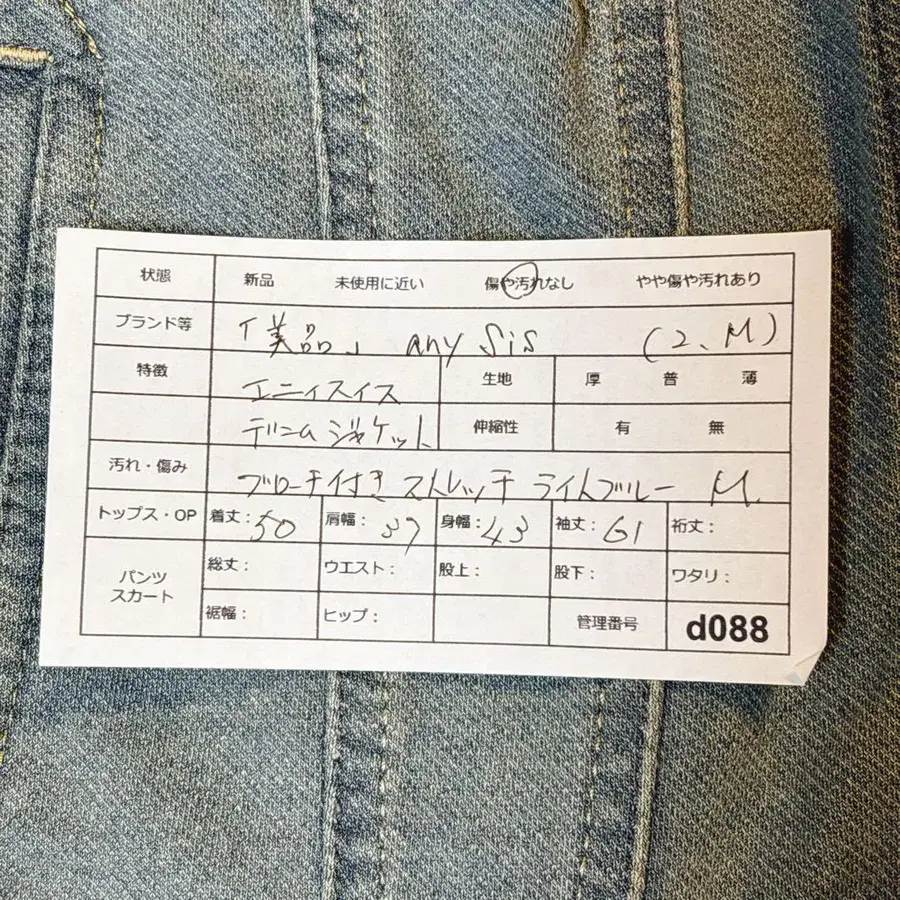 状態 新品 未使用に近い 傷や汚れなし やや傷や汚れあり
ブランド等 「美品」 any Sis (2、M)
特徴 エニィスイス 生地 厚 普 薄
デニムジャケット 伸縮性 有 無
汚れ・傷み ブローチ付き ストレッチ ライトブルー M
トップス・OP 着丈：50 肩幅：37 身幅：43 袖丈：61 裄丈：
パンツ スカート 総丈： ウエスト： 股上： 股下： ワタリ：
裾幅： ヒップ： 管理番号 d088